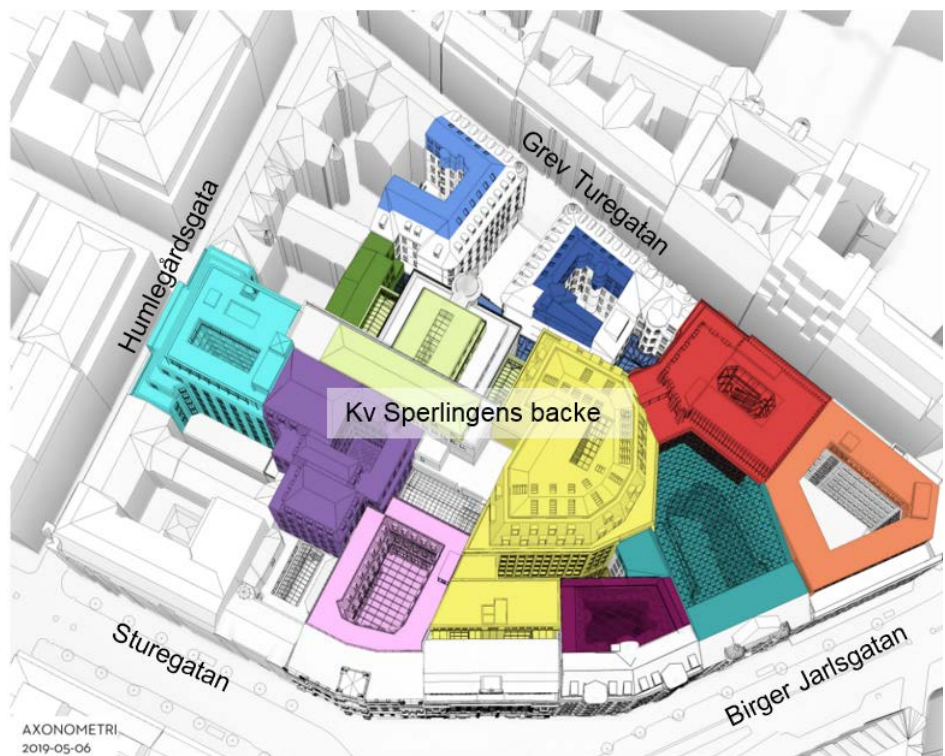 Grev Turegatan
Humlegårdsgata
Kv Sperlingens backe
Sturegatan
Birger Jarlsgatan
AXONOMETRI
2019-05-06